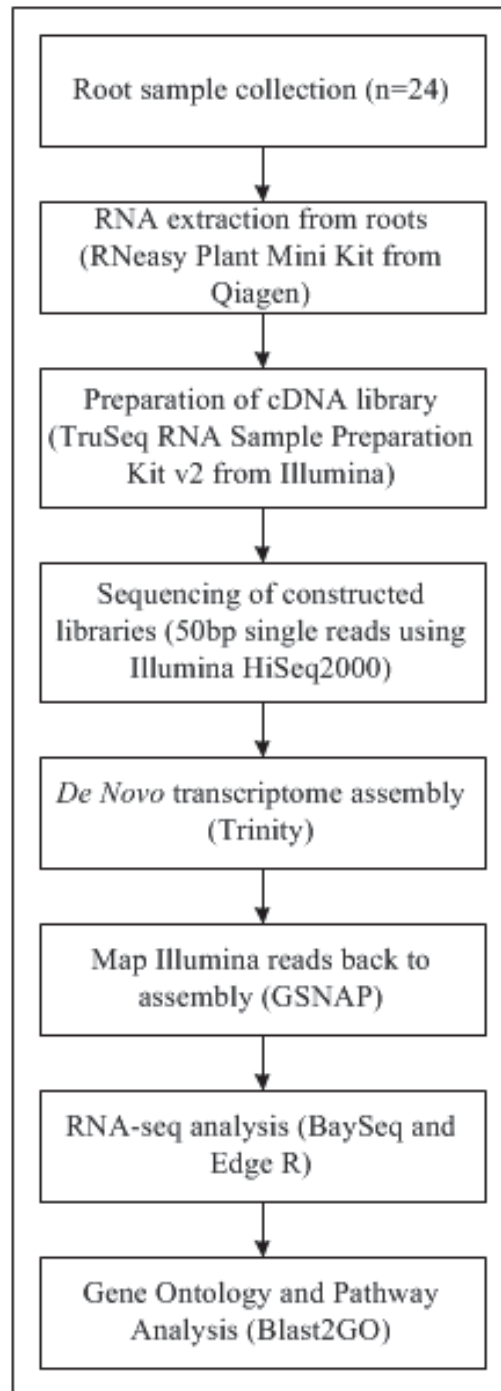 Root sample collection (n=24)
RNA extraction from roots
(RNeasy Plant Mini Kit from
Qiagen)
Preparation of cDNA library
(TruSeq RNA Sample Preparation
Kit v2 from Illumina)
Sequencing of constructed
libraries (50bp single reads using
Illumina HiSeq2000)
De Novo transcriptome assembly
(Trinity)
Map Illumina reads back to
assembly (GSNAP)
RNA-seq analysis (BaySeq and
Edge R)
Gene Ontology and Pathway
Analysis (Blast2GO)